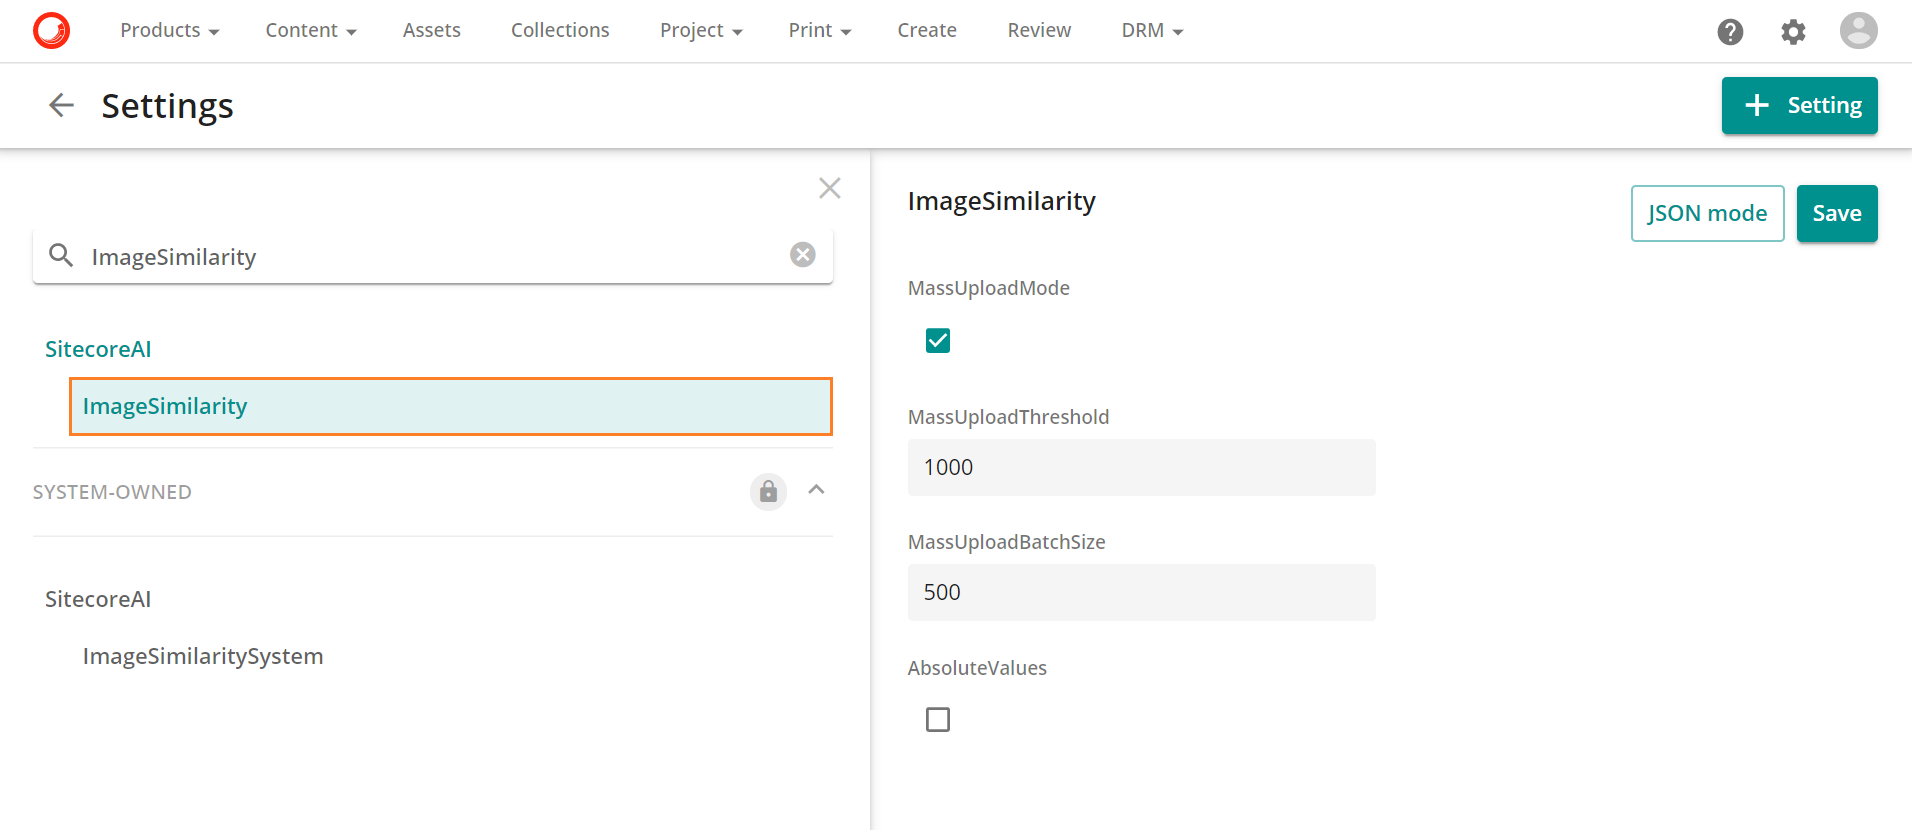 Products Content Assets Collections Project Print Create Review DRM
Settings
Setting
ImageSimilarity
SitecoreAI
ImageSimilarity
SYSTEM-OWNED
SitecoreAI
ImageSimilaritySystem
ImageSimilarity
JSON mode
Save
MassUploadMode
MassUploadThreshold
1000
MassUploadBatchSize
500
AbsoluteValues